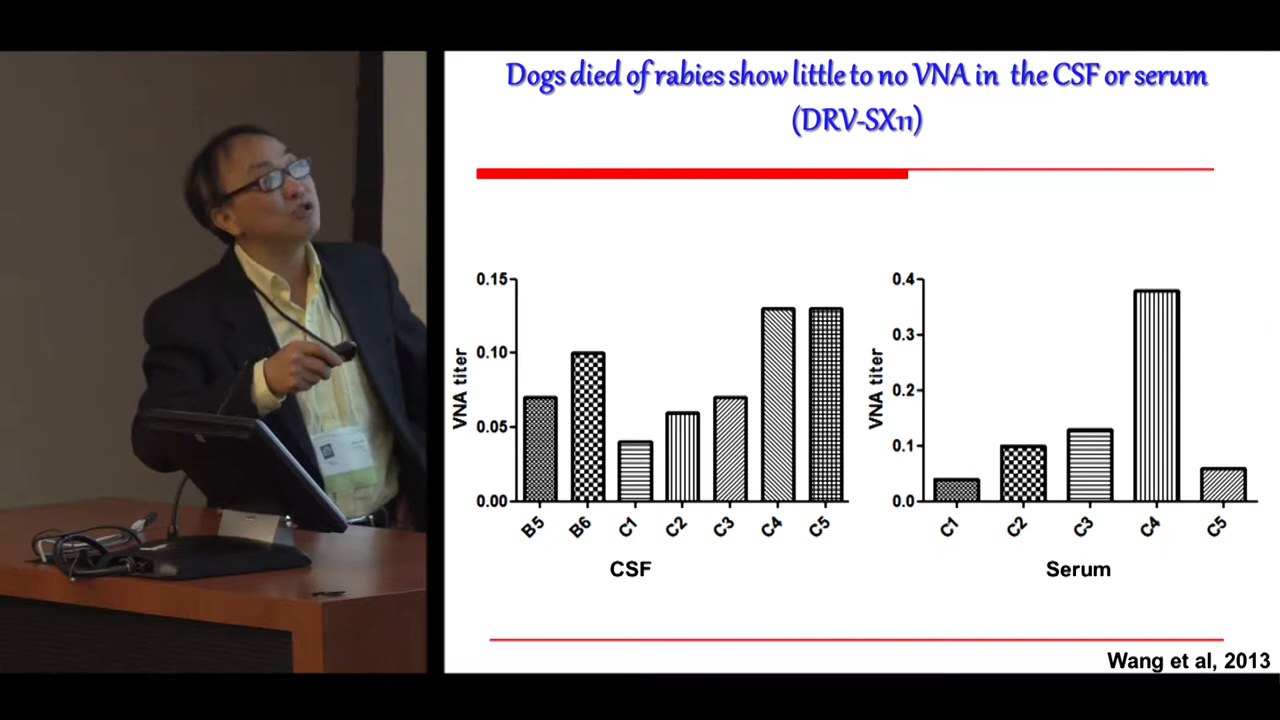 Dogs died of rabies show little to no VNA in the CSF or serum
(DRV-SX11)
0.15
0.10
0.05
0.00
VNA titer
B5
B6
C1
C2
C3
C4
C5
CSF
0.4
0.3
0.2
0.1
0.0
VNA titer
C1
C2
C3
C4
C5
Serum
Wang et al, 2013